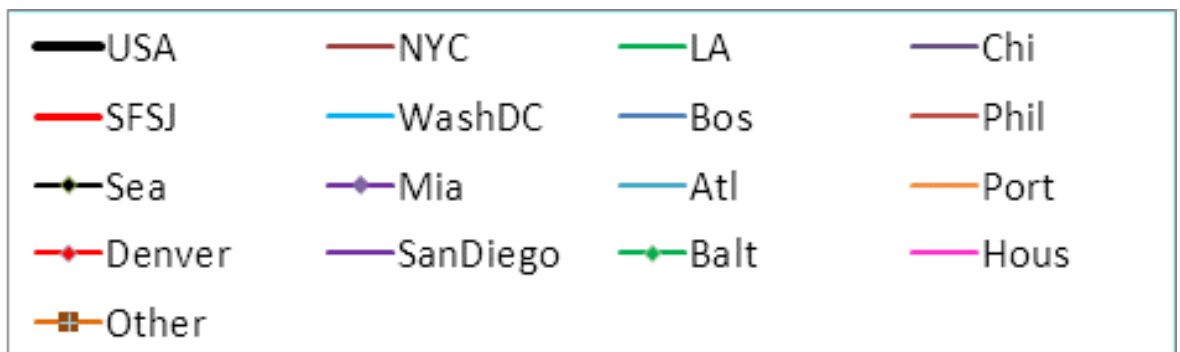 USA NYC LA Chi
SFSJ WashDC Bos Phil
Sea Mia Atl Port
Denver SanDiego Balt Hous
Other